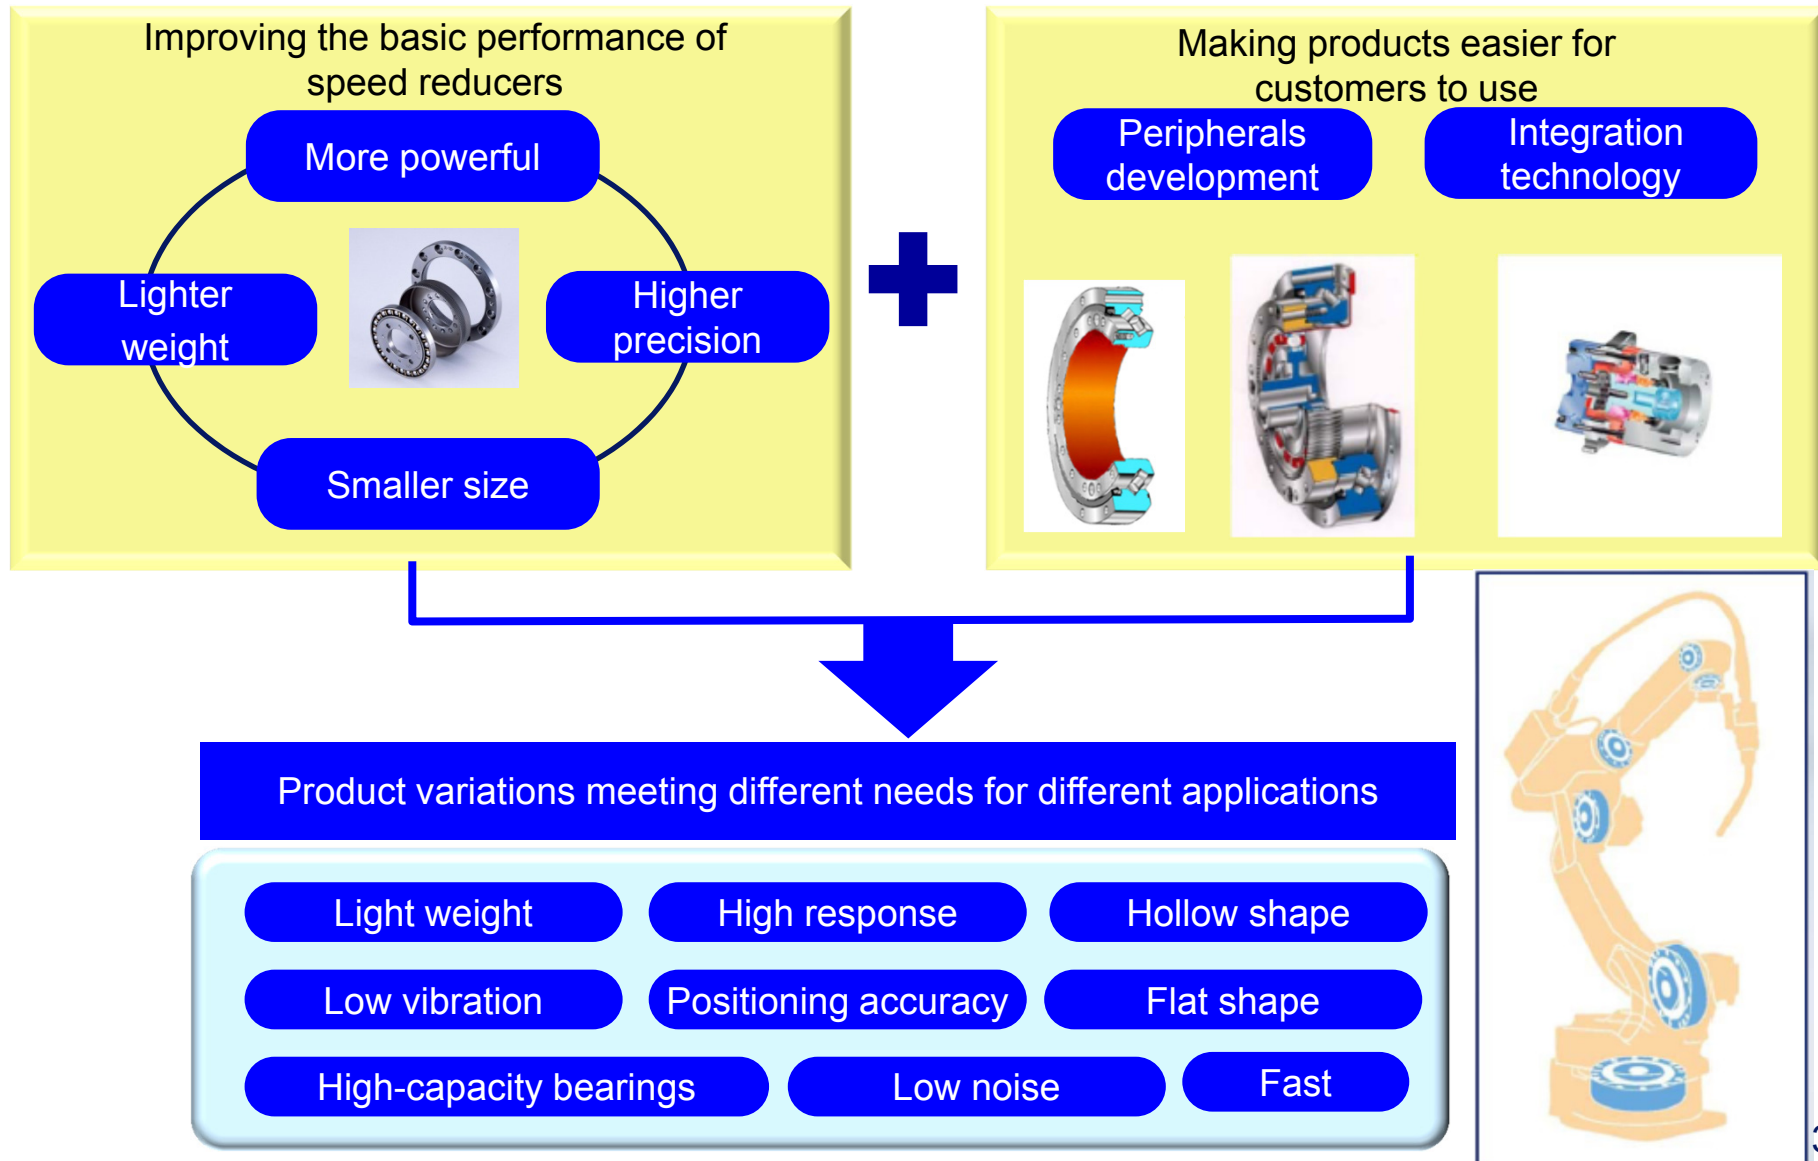 Improving the basic performance of
speed reducers
More powerful
Lighter
weight
Higher
precision
Smaller size
Making products easier for
customers to use
Peripherals
development
Integration
technology
Product variations meeting different needs for different applications
Light weight
High response
Hollow shape
Low vibration
Positioning accuracy
Flat shape
High-capacity bearings
Low noise
Fast